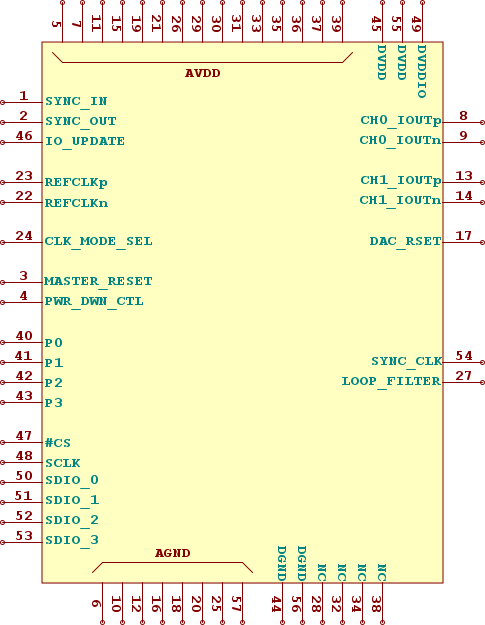 5 7 11 15 19 21 26 29 30 31 33 35 37 39 45 55 49
AVDD
DVDD DVDD DVDDIO
1 SYNC_IN
2 SYNC_OUT
46 IO_UPDATE
23 REFCLKp
22 REFCLKn
24 CLK_MODE_SEL
3 MASTER_RESET
4 PWR_DWN_CTL
40 P0
41 P1
42 P2
43 P3
47 #CS
48 SCLK
50 SDIO_0
51 SDIO_1
52 SDIO_2
53 SDIO_3
CH0_IOUTp 8
CH0_IOUTn 9
CH1_IOUTp 13
CH1_IOUTn 14
DAC_RSET 17
SYNC_CLK 54
LOOP_FILTER 27
AGND
DGND DGND NC NC NC NC
6 10 12 16 18 20 25 57 44 56 28 32 34 38